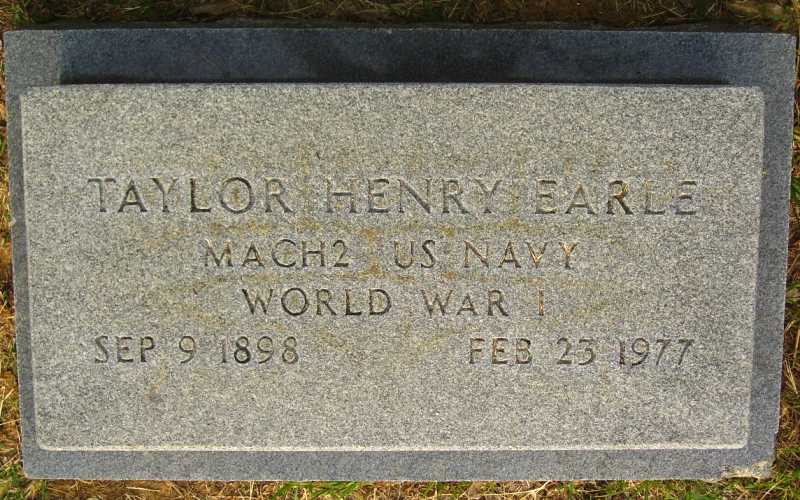 TAYLOR HENRY EARLE
MACH2 US NAVY
WORLD WAR I
SEP 9 1898 FEB 23 1977